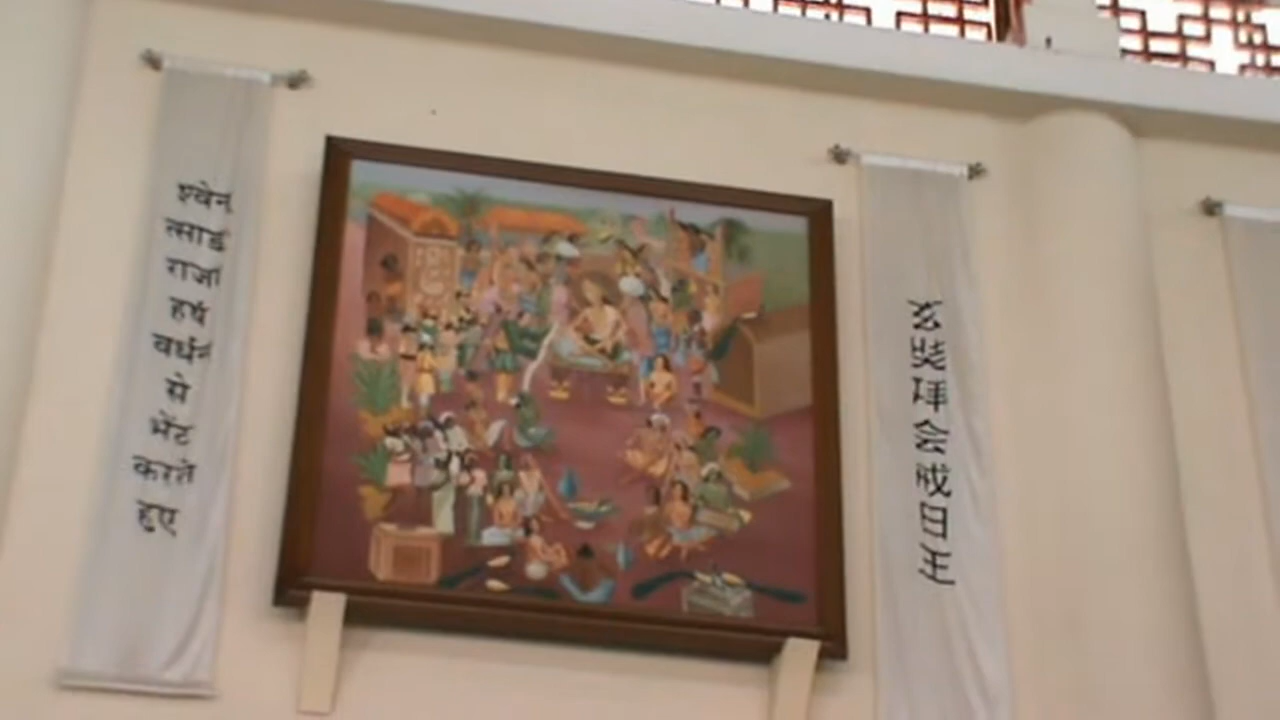 श्वेन
त्साङ
राजा
हर्ष
वर्धन
से
भेंट
करते
हुए
玄奘拜会戒日王